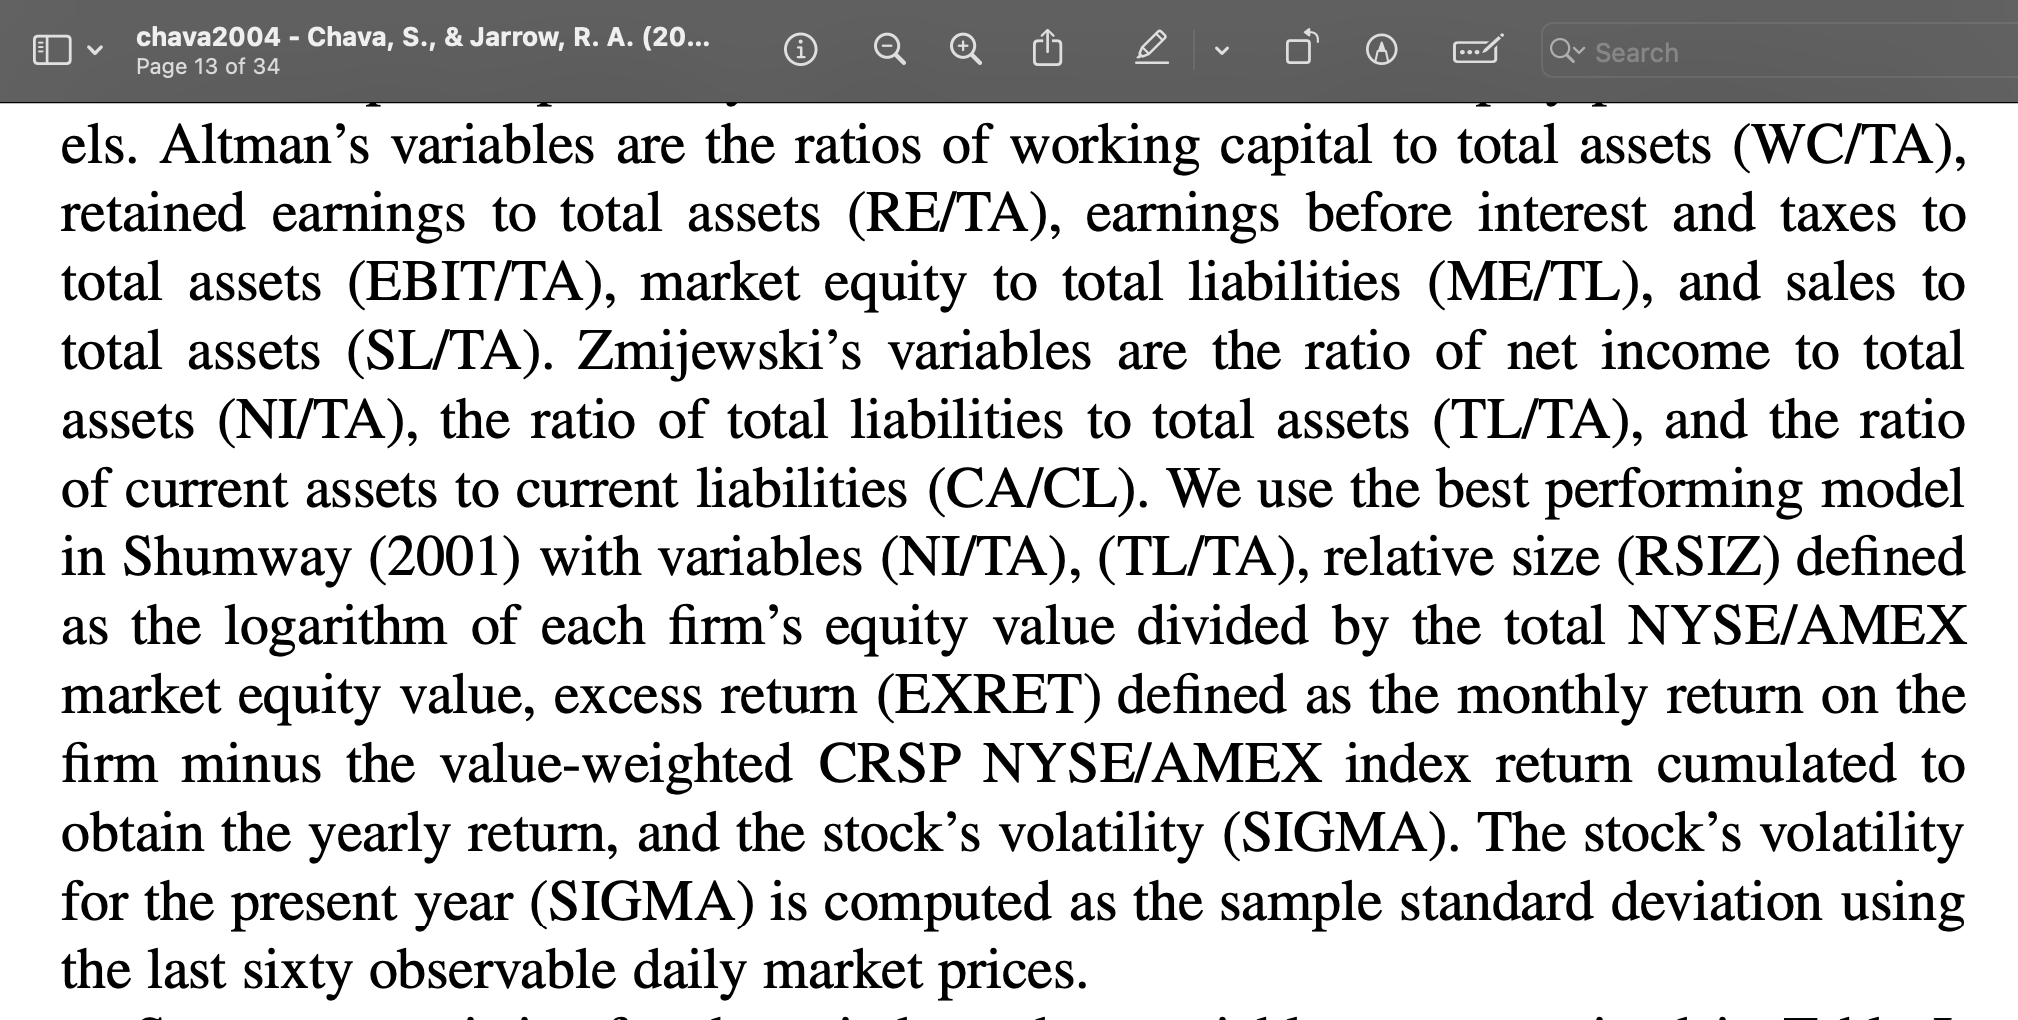 chava2004 - Chava, S., & Jarrow, R. A. (20...
Page 13 of 34
Search
els. Altman’s variables are the ratios of working capital to total assets (WC/TA),
retained earnings to total assets (RE/TA), earnings before interest and taxes to
total assets (EBIT/TA), market equity to total liabilities (ME/TL), and sales to
total assets (SL/TA). Zmijewski’s variables are the ratio of net income to total
assets (NI/TA), the ratio of total liabilities to total assets (TL/TA), and the ratio
of current assets to current liabilities (CA/CL). We use the best performing model
in Shumway (2001) with variables (NI/TA), (TL/TA), relative size (RSIZ) defined
as the logarithm of each firm’s equity value divided by the total NYSE/AMEX
market equity value, excess return (EXRET) defined as the monthly return on the
firm minus the value-weighted CRSP NYSE/AMEX index return cumulated to
obtain the yearly return, and the stock’s volatility (SIGMA). The stock’s volatility
for the present year (SIGMA) is computed as the sample standard deviation using
the last sixty observable daily market prices.